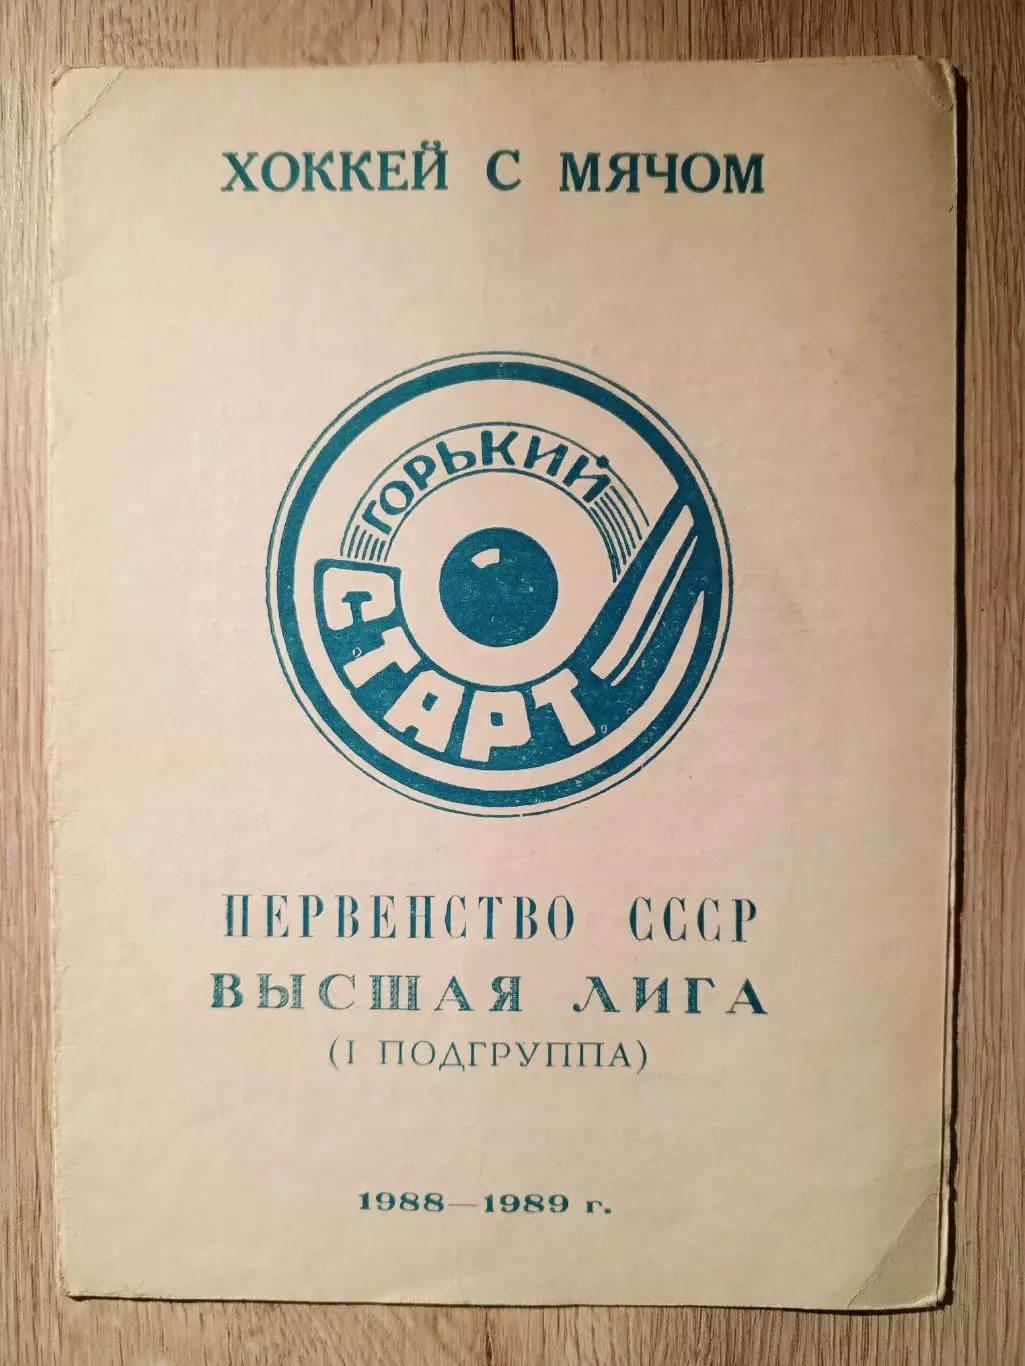 ХОККЕЙ С МЯЧОМ
ГОРЬКИЙ
СТАРТ
ПЕРВЕНСТВО СССР
ВЫСШАЯ ЛИГА
(I ПОДГРУППА)
1988—1989 г.